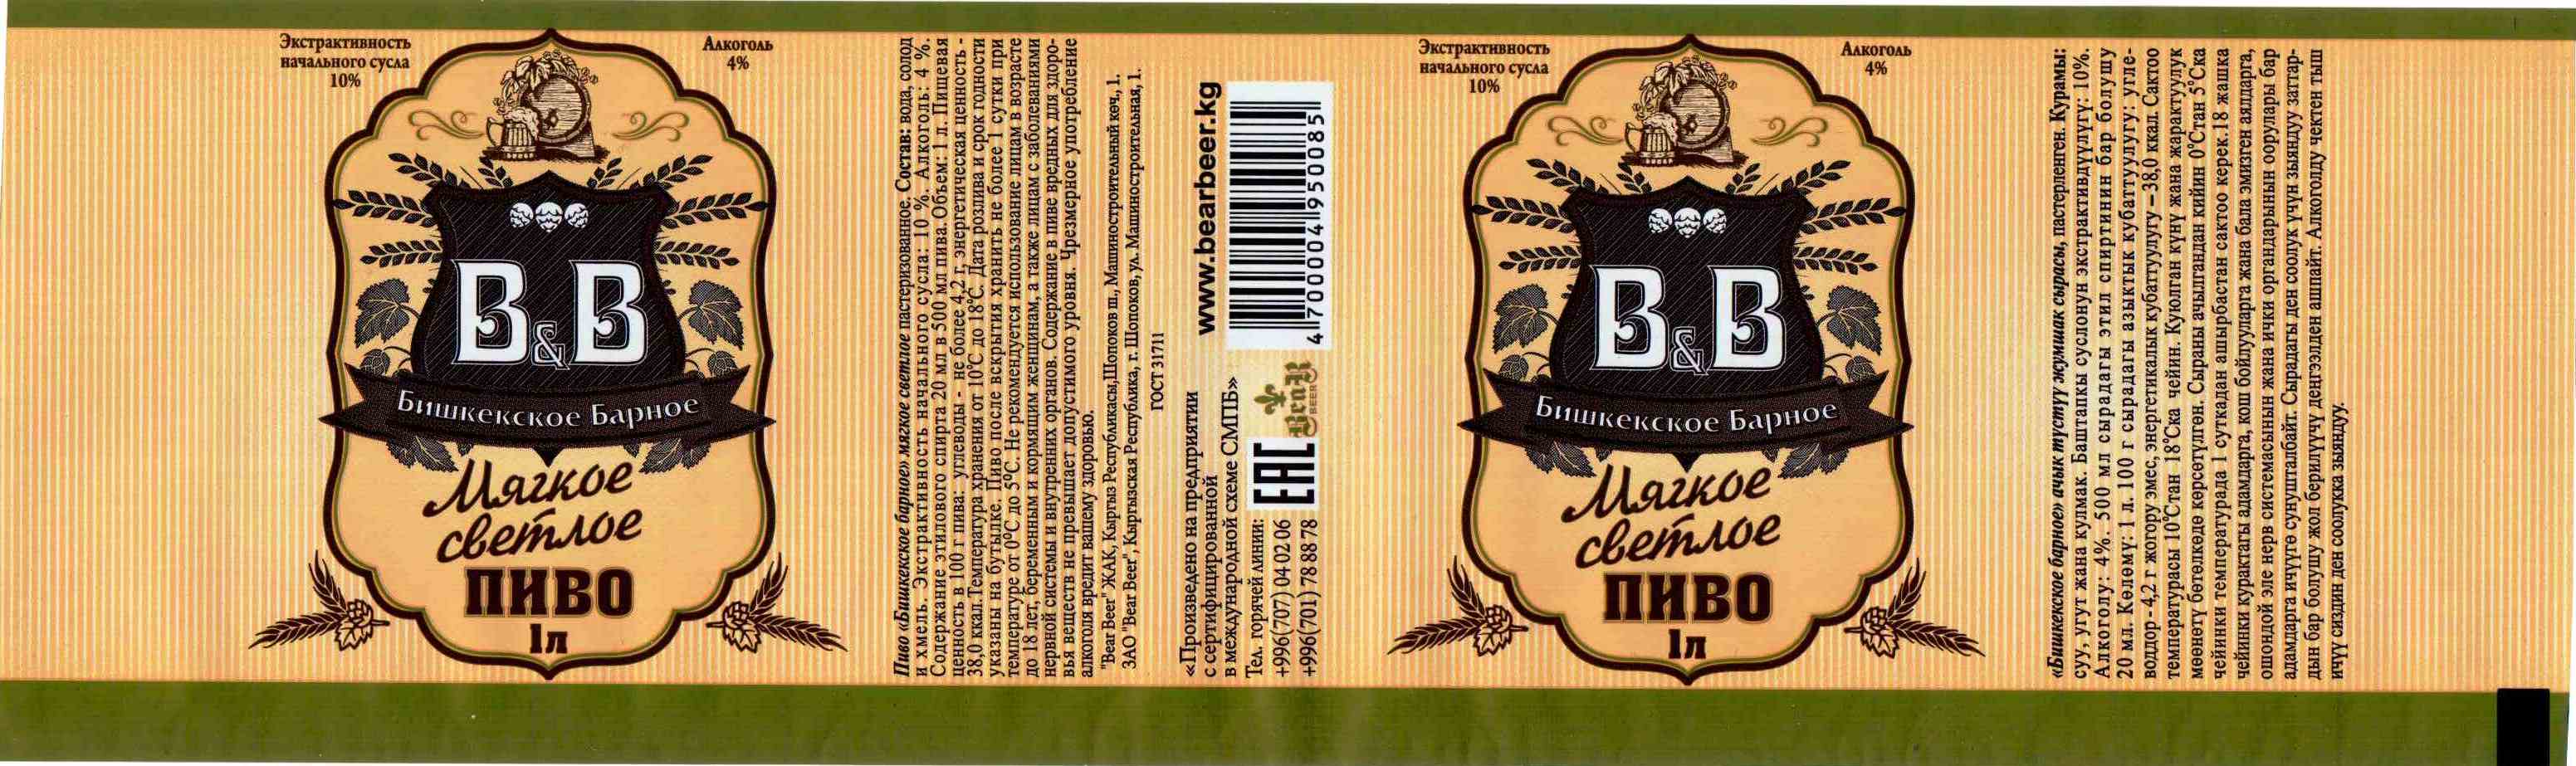 Экстрактивность
начального сусла
10%
Алкоголь
4%
B&B
Бишкекское Барное
Мягкое
светлое
ПИВО
1л
Пиво «Бишкекское барное» мягкое светлое пастеризованное. Состав: вода, солод
и хмель. Экстрактивность начального сусла: 10 %. Алкоголь: 4 %.
Содержание этилового спирта 20 мл в 500 мл пива. Объем: 1 л. Пищевая
ценность в 100 г пива: углеводы - не более 4,2 г, энергетическая ценность -
38,0 ккал. Температура хранения от 10°С до 18°С. Дата розлива и срок годности
указаны на бутылке. Пиво после вскрытия хранить не более 1 сутки при
температуре от 0°С до 5°С. Не рекомендуется использование лицам в возрасте
до 18 лет, беременным и кормящим женщинам, а также лицам с заболеваниями
нервной системы и внутренних органов. Содержание в пиве вредных для здоро-
вья веществ не превышает допустимого уровня. Чрезмерное употребление
алкоголя вредит вашему здоровью.
"Bear Beer" ЖАК, Кыргыз Республикасы, Шопоков ш., Машиностроительный көч., 1.
ЗАО "Bear Beer", Кыргызская Республика, г. Шопоков, ул. Машиностроительная, 1.
ГОСТ 31711
«Произведено на предприятии
с сертифицированной
в международной схеме СМПБ»
Тел. горячей линии:
+996(707) 04 02 06
+996(701) 78 88 78
EAC
BeaR
BEER
www.bearbeer.kg
4700004950085
Экстрактивность
начального сусла
10%
Алкоголь
4%
B&B
Бишкекское Барное
Мягкое
светлое
ПИВО
1л
«Бишкекское барное» ачык түстүү жумшак сырасы, пастерленген. Курамы:
суу, угут жана кулмак. Баштапкы суслонун экстрактивдүүлүгү: 10%.
Алкоголу: 4%. 500 мл сырадагы этил спиртинин бар болушу
20 мл. Көлөмү: 1 л. 100 г сырадагы азыктык кубаттуулугу: угле-
воддор - 4,2 г жогору эмес, энергетикалык кубаттуулугу – 38,0 ккал. Сактоо
температурасы 10°Стан 18°Ска чейин. Куюлган күнү жана жарактуулук
мөөнөтү бөтөлкөдө көрсөтүлгөн. Сыраны ачылгандан кийин 0°Стан 5°Ска
чейинки температурада 1 суткадан ашырбастан сактоо керек. 18 жашка
чейинки курактагы адамдарга, кош бойлууларга жана бала эмизген аялдарга,
ошондой эле нерв системасынын жана ички органдарынын оорулары бар
адамдарга ичүүгө сунушталбайт. Сырадагы ден соолук үчүн зыяндуу заттар-
дын бар болушу жол берилүүчү деңгээлден ашпайт. Алкоголду чектен тыш
ичүү сиздин ден соолукка зыяндуу.